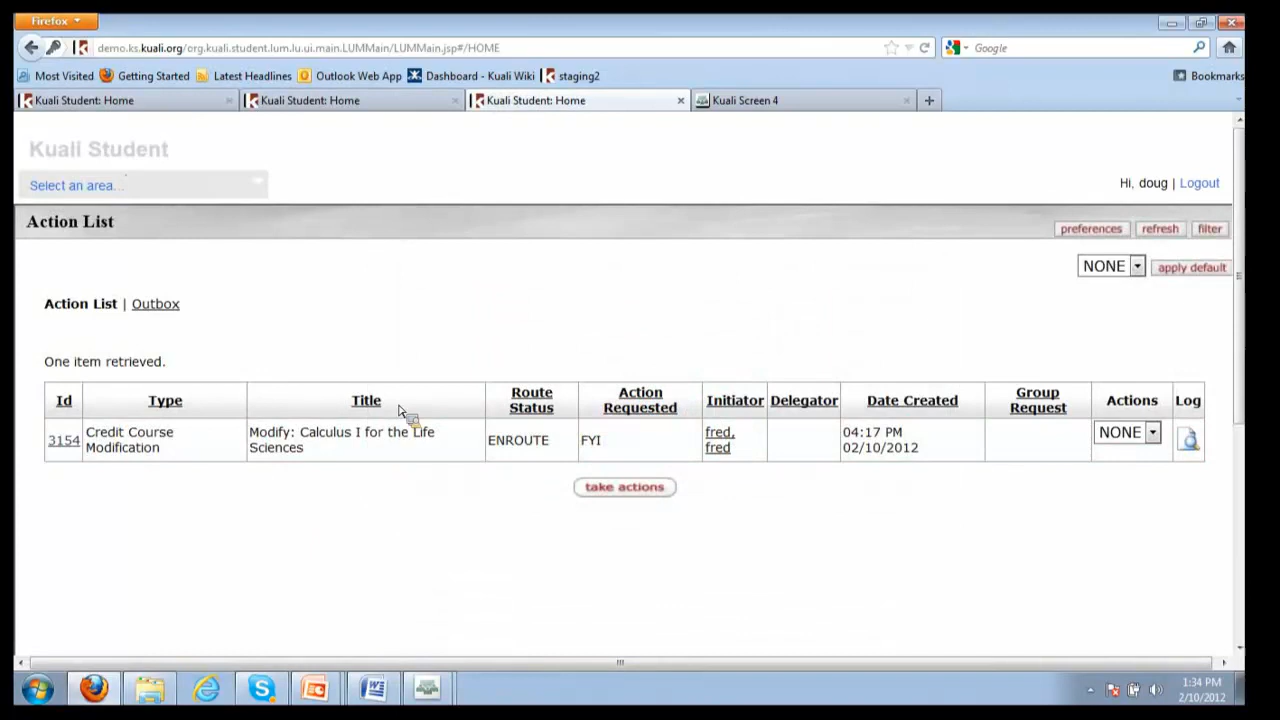 Firefox
demo.ks.kuali.org/org.kuali.student.lum.lu.ui.main.LUMMain/LUMMain.jsp#/HOME
Google
Most Visited Getting Started Latest Headlines Outlook Web App Dashboard - Kuali Wiki staging2 Bookmarks
Kuali Student: Home Kuali Student: Home Kuali Student: Home Kuali Screen 4
Kuali Student
Select an area...
Hi, doug | Logout
Action List
preferences refresh filter
NONE apply default
Action List | Outbox
One item retrieved.
Id Type Title Route Status Action Requested Initiator Delegator Date Created Group Request Actions Log
3154 Credit Course Modification Modify: Calculus I for the Life Sciences ENROUTE FYI fred, fred 04:17 PM 02/10/2012 NONE
take actions
1:34 PM
2/10/2012